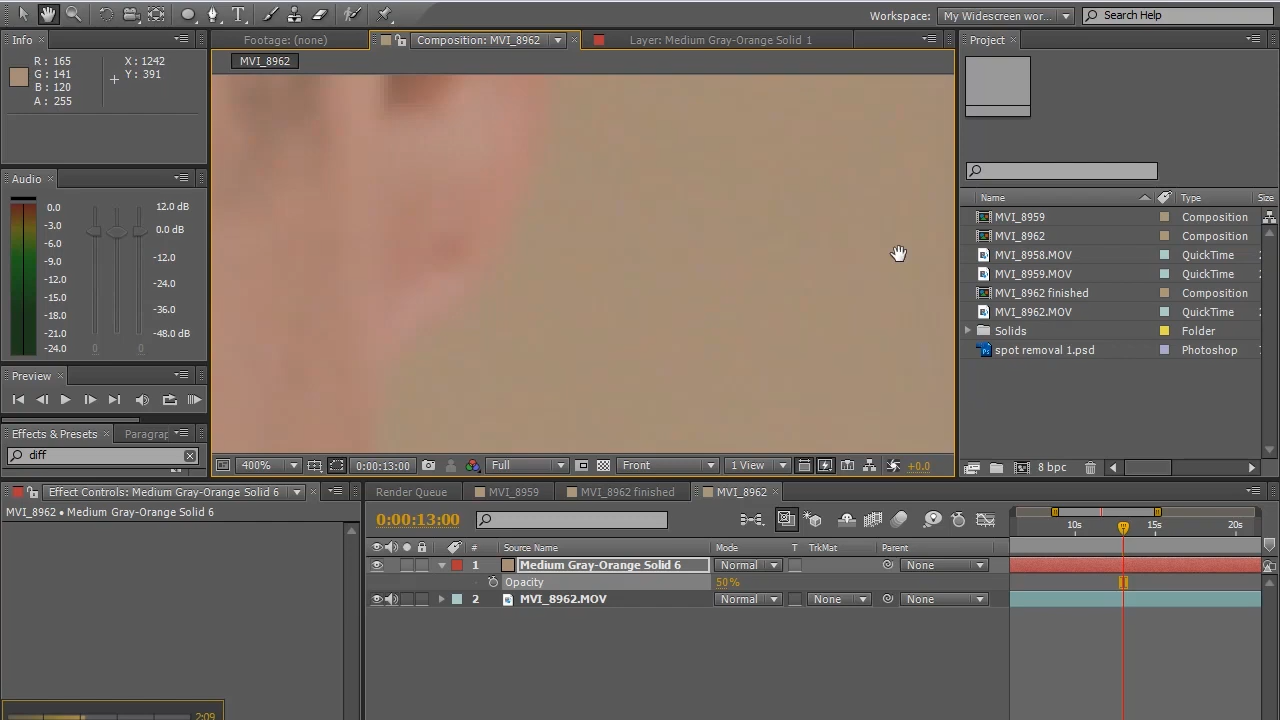 T
Workspace: My Widescreen wor...
Search Help
Info
R : 165
G : 141
B : 120
A : 255
X : 1242
Y : 391
Footage: (none)
Composition: MVI_8962
Layer: Medium Gray-Orange Solid 1
MVI_8962
Project
Name Type Size
MVI_8959 Composition
MVI_8962 Composition
MVI_8958.MOV QuickTime
MVI_8959.MOV QuickTime
MVI_8962 finished Composition
MVI_8962.MOV QuickTime
Solids Folder
spot removal 1.psd Photoshop
8 bpc
Audio
0.0
-3.0
-6.0
-9.0
-12.0
-15.0
-18.0
-21.0
-24.0
12.0 dB
0.0 dB
-12.0
-24.0
-36.0
-48.0 dB
0 0
Preview
Effects & Presets
Paragrap
diff
400% 0:00:13:00 Full Front 1 View +0.0
Effect Controls: Medium Gray-Orange Solid 6
MVI_8962 • Medium Gray-Orange Solid 6
2:09
Render Queue MVI_8959 MVI_8962 finished MVI_8962
0:00:13:00
10s 15s 20s
# Source Name Mode T TrkMat Parent
1 Medium Gray-Orange Solid 6 Normal None
Opacity 50%
2 MVI_8962.MOV Normal None None